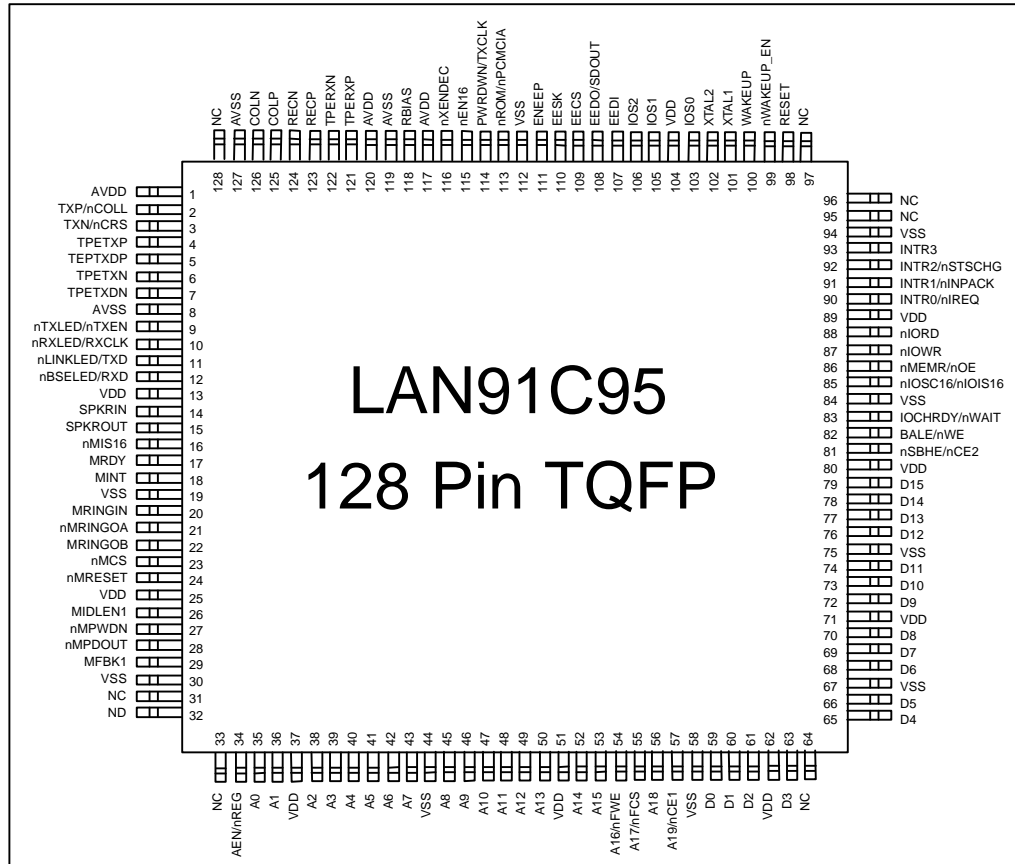 NC
AVSS
COLN
COLP
RECN
RECP
TPERXN
TPERXP
AVDD
AVSS
RBIAS
AVDD
nXENDEC
nEN16
PWRDWN/TXCLK
nROM/nPCMCIA
VSS
ENEEP
EESK
EECS
EEDO/SDOUT
EEDI
IOS2
IOS1
VDD
IOS0
XTAL2
XTAL1
WAKEUP
nWAKEUP_EN
RESET
NC
128
127
126
125
124
123
122
121
120
119
118
117
116
115
114
113
112
111
110
109
108
107
106
105
104
103
102
101
100
99
98
97
AVDD 1
TXP/nCOLL 2
TXN/nCRS 3
TPETXP 4
TEPTXDP 5
TPETXN 6
TPETXDN 7
AVSS 8
nTXLED/nTXEN 9
nRXLED/RXCLK 10
nLINKLED/TXD 11
nBSELED/RXD 12
VDD 13
SPKRIN 14
SPKROUT 15
nMIS16 16
MRDY 17
MINT 18
VSS 19
MRINGIN 20
nMRINGOA 21
MRINGOB 22
nMCS 23
nMRESET 24
VDD 25
MIDLEN1 26
nMPWDN 27
nMPDOUT 28
MFBK1 29
VSS 30
NC 31
ND 32
LAN91C95
128 Pin TQFP
96 NC
95 NC
94 VSS
93 INTR3
92 INTR2/nSTSCHG
91 INTR1/nINPACK
90 INTR0/nIREQ
89 VDD
88 nIORD
87 nIOWR
86 nMEMR/nOE
85 nIOSC16/nIOIS16
84 VSS
83 IOCHRDY/nWAIT
82 BALE/nWE
81 nSBHE/nCE2
80 VDD
79 D15
78 D14
77 D13
76 D12
75 VSS
74 D11
73 D10
72 D9
71 VDD
70 D8
69 D7
68 D6
67 VSS
66 D5
65 D4
33
34
35
36
37
38
39
40
41
42
43
44
45
46
47
48
49
50
51
52
53
54
55
56
57
58
59
60
61
62
63
64
NC
AEN/nREG
A0
A1
VDD
A2
A3
A4
A5
A6
A7
VSS
A8
A9
A10
A11
A12
A13
VDD
A14
A15
A16/nFWE
A17/nFCS
A18
A19/nCE1
VSS
D0
D1
D2
VDD
D3
NC